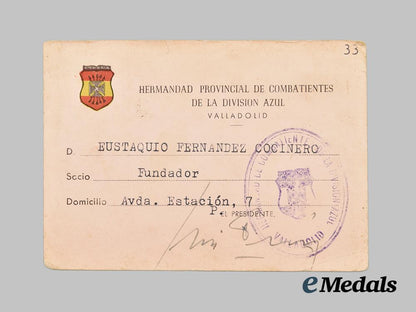 33
HERMANDAD PROVINCIAL DE COMBATIENTES
DE LA DIVISION AZUL
VALLADOLID
D. EUSTAQUIO FERNANDEZ COCINERO
Socio Fundador
Domicilio Avda. Estación, 7
P. EL PRESIDENTE,
VALLADOLID
eMedals